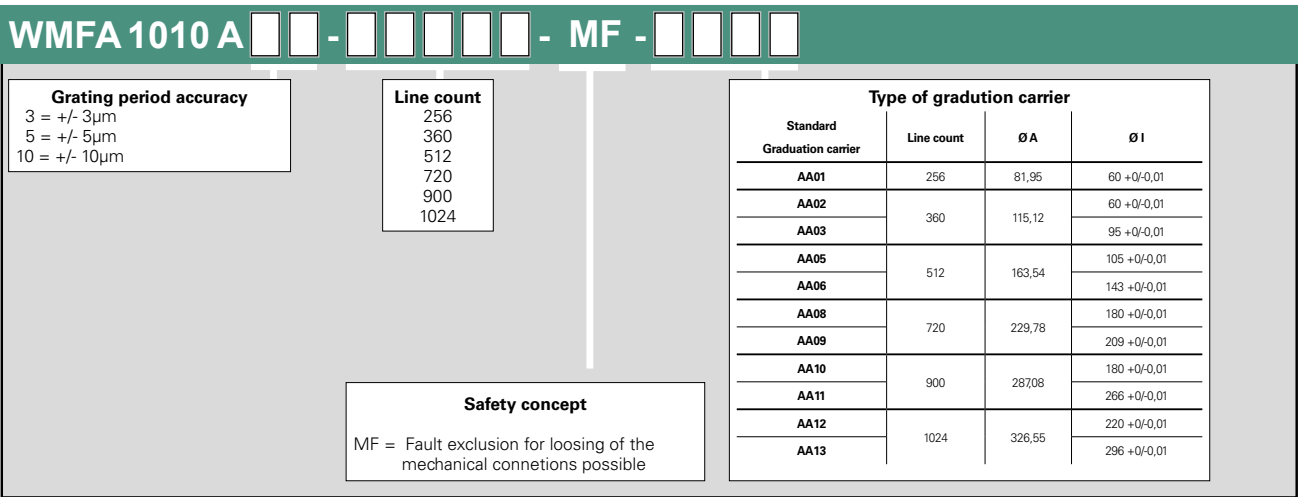 WMFA 1010 A - - MF -
Grating period accuracy
3 = +/- 3µm
5 = +/- 5µm
10 = +/- 10µm
Line count
256
360
512
720
900
1024
Safety concept
MF = Fault exclusion for loosing of the
mechanical connetions possible
Type of gradution carrier
Standard
Graduation carrier Line count Ø A Ø I
AA01 256 81,95 60 +0/-0,01
AA02 360 115,12 60 +0/-0,01
AA03 95 +0/-0,01
AA05 512 163,54 105 +0/-0,01
AA06 143 +0/-0,01
AA08 720 229,78 180 +0/-0,01
AA09 209 +0/-0,01
AA10 900 287,08 180 +0/-0,01
AA11 266 +0/-0,01
AA12 1024 326,55 220 +0/-0,01
AA13 296 +0/-0,01